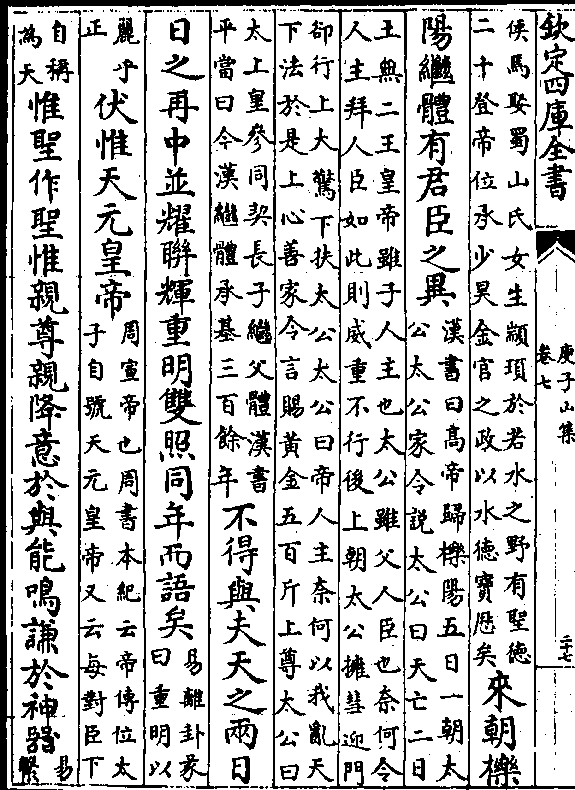 欽定四庫全書
庾子山集
卷七
二十七
侯馬娶蜀山氏女生顓頊於若水之野有聖德
二十登帝位承少昊金官之政以水德寶厯矣
來朝櫟
陽繼體有君臣之異
漢書曰高帝歸櫟陽五日一朝太
公太公家令說太公曰天亡二日
土無二王皇帝雖子人主也太公雖父人臣也奈何令
人主拜人臣如此則威重不行後上朝太公擁彗迎門
卻行上大驚下扶太公太公曰帝人主奈何以我亂天
下法於是上心善家令言賜黃金五百斤上尊太公曰
太上皇參同契長子繼父體漢書
平當曰今漢繼體承基三百餘年
不得與夫天之兩日
日之再中並耀聨輝重明雙照同年而語矣
易離卦彖
曰重明以
麗乎
正
伏惟天元皇帝
周宣帝也周書本紀云帝傳位太
子自號天元皇帝又云每對臣下
自稱
為天
惟聖作聖惟親尊親降意於與能鳴謙於神器
易
繫